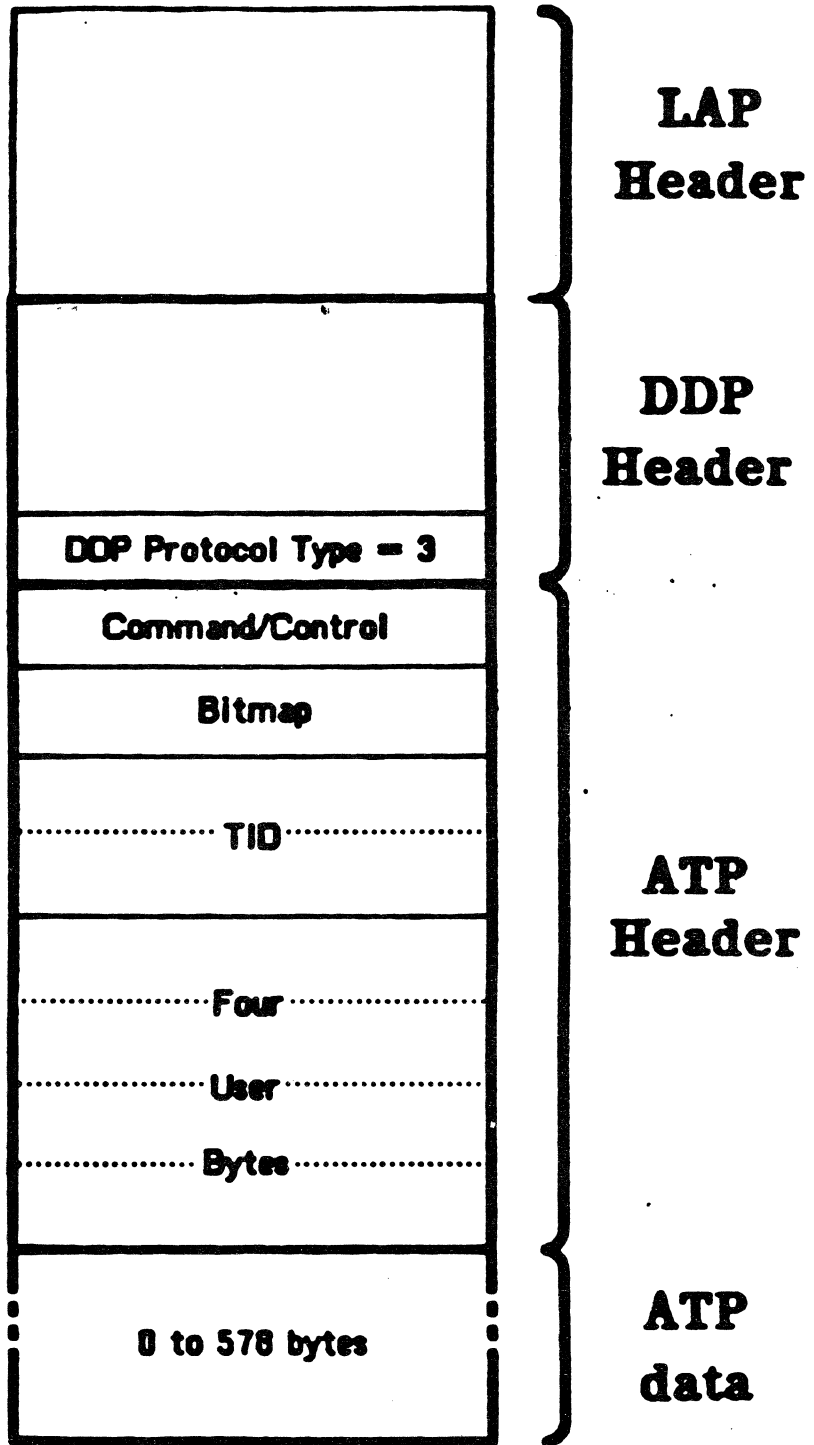 LAP
Header
DDP
Header
DDP Protocol Type = 3
Command/Control
Bitmap
TID
ATP
Header
Four
User
Bytes
0 to 578 bytes
ATP
data